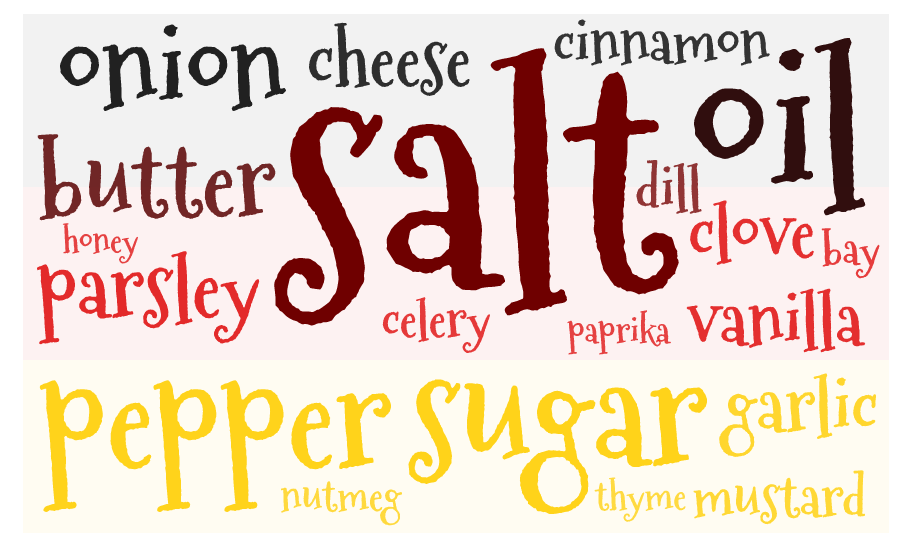 onion
cheese
cinnamon
salt
oil
butter
dill
honey
clove
bay
parsley
celery
paprika
vanilla
pepper
sugar
garlic
nutmeg
thyme
mustard